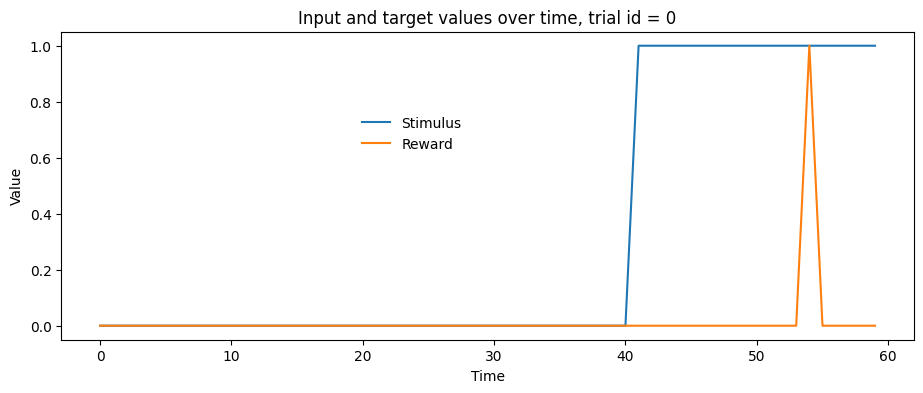 Input and target values over time, trial id = 0
1.0
0.8
0.6
0.4
0.2
0.0
Value
Stimulus
Reward
0 10 20 30 40 50 60
Time